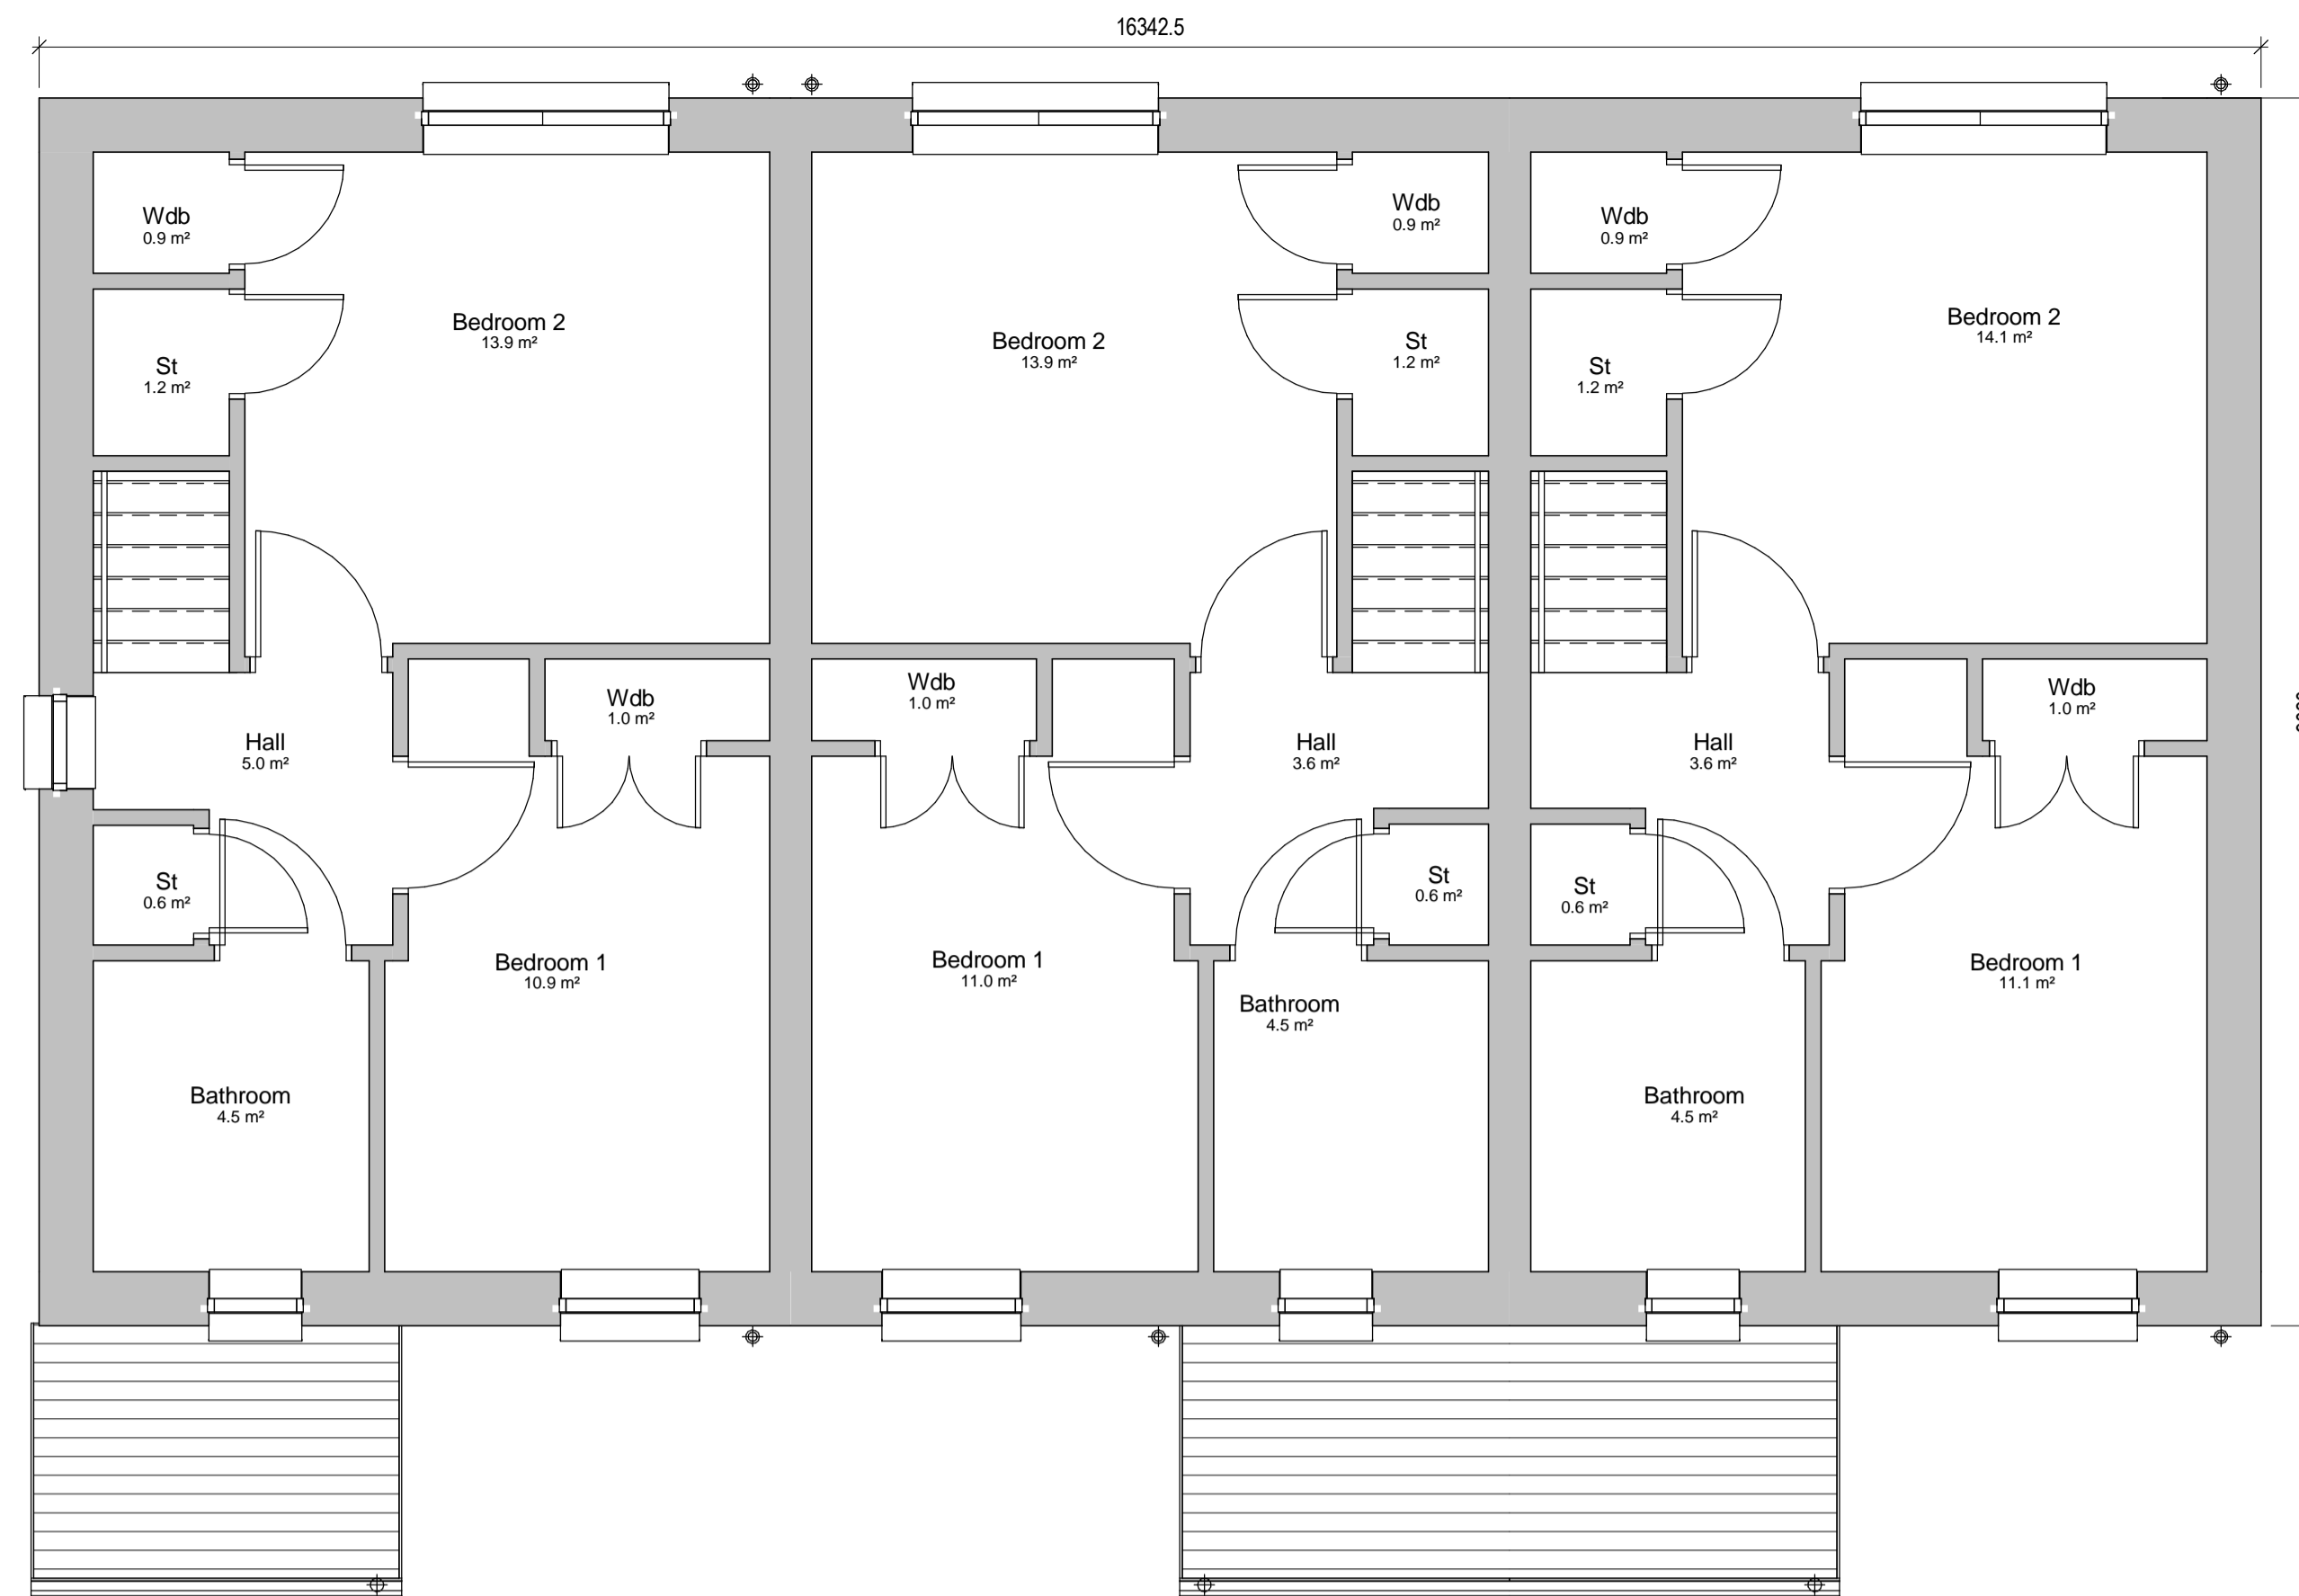 16342.5
Wdb
0.9 m²
Bedroom 2
13.9 m²
St
1.2 m²
Wdb
0.9 m²
Bedroom 2
13.9 m²
St
1.2 m²
Wdb
0.9 m²
Bedroom 2
14.1 m²
St
1.2 m²
Wdb
1.0 m²
Hall
5.0 m²
St
0.6 m²
Bedroom 1
10.9 m²
Bathroom
4.5 m²
Wdb
1.0 m²
Hall
3.6 m²
St
0.6 m²
Bedroom 1
11.0 m²
Bathroom
4.5 m²
Wdb
1.0 m²
Hall
3.6 m²
St
0.6 m²
Bedroom 1
11.1 m²
Bathroom
4.5 m²